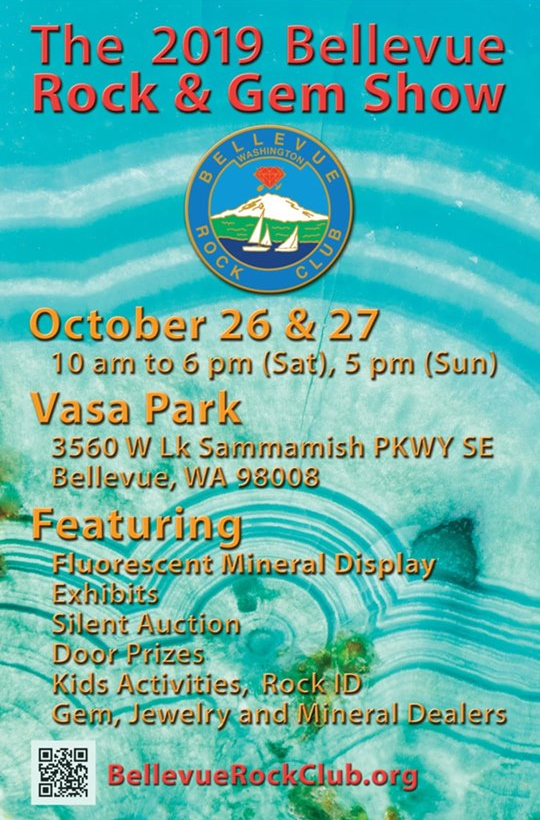 The 2019 Bellevue
Rock & Gem Show
BELLEVUE
WASHINGTON
ROCK CLUB
October 26 & 27
10 am to 6 pm (Sat), 5 pm (Sun)
Vasa Park
3560 W Lk Sammamish PKWY SE
Bellevue, WA 98008
Featuring
Fluorescent Mineral Display
Exhibits
Silent Auction
Door Prizes
Kids Activities, Rock ID
Gem, Jewelry and Mineral Dealers
BellevueRockClub.org